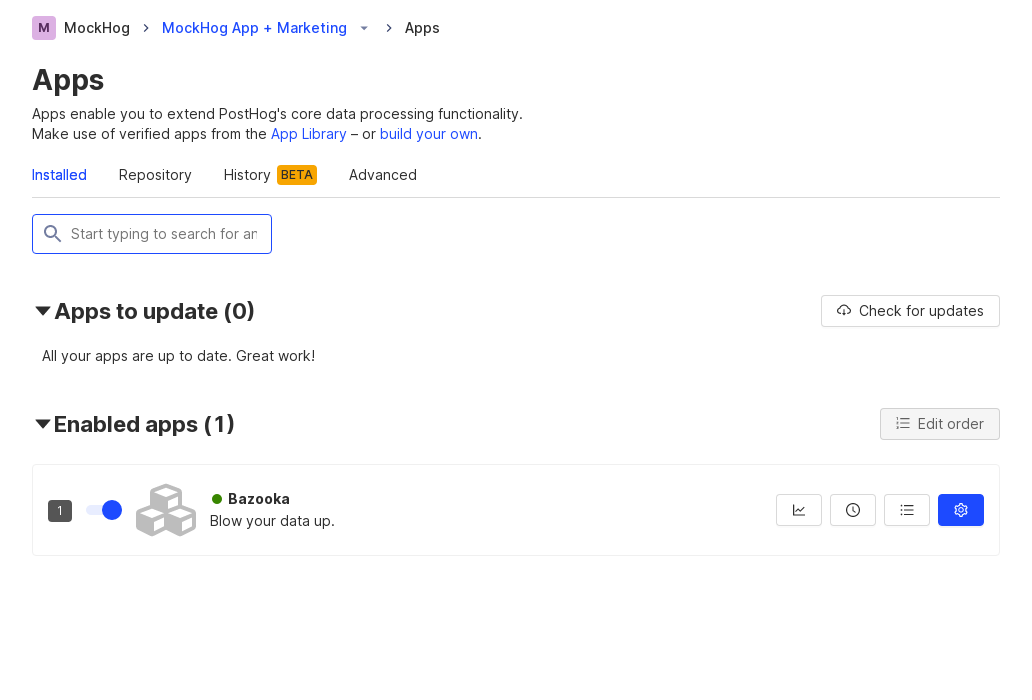 M MockHog MockHog App + Marketing Apps
Apps
Apps enable you to extend PostHog's core data processing functionality.
Make use of verified apps from the App Library – or build your own.
Installed Repository History BETA Advanced
Start typing to search for an
Apps to update (0) Check for updates
All your apps are up to date. Great work!
Enabled apps (1) Edit order
1 Bazooka
Blow your data up.